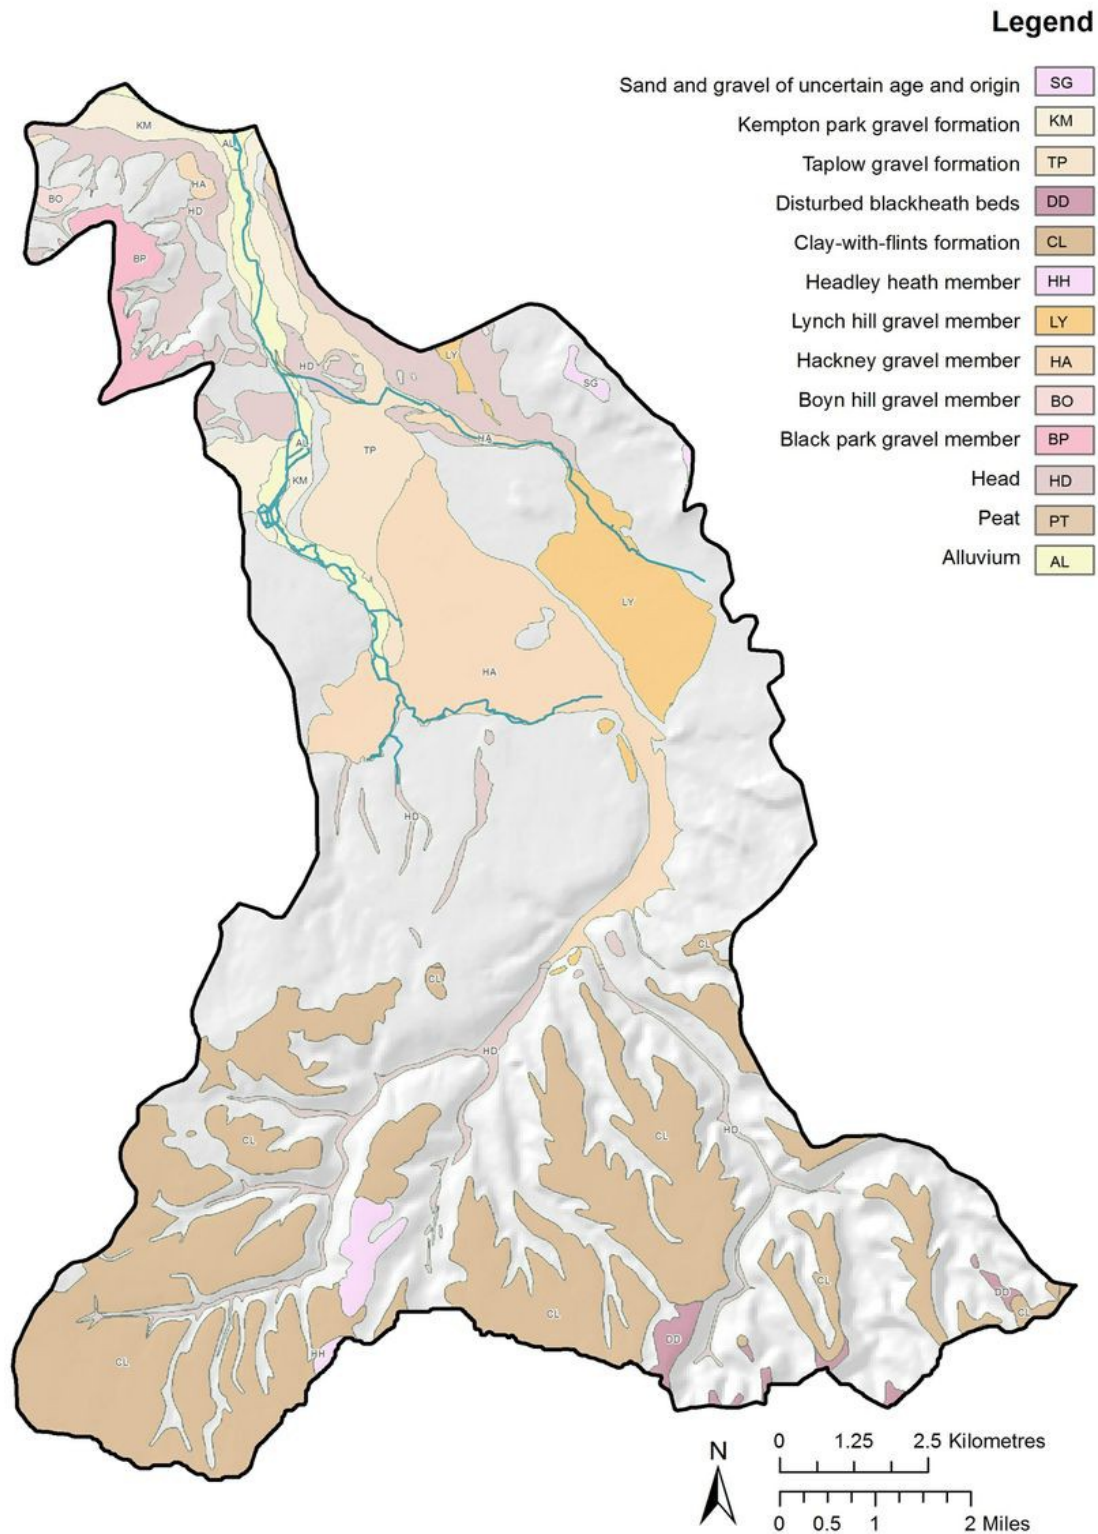 Legend
Sand and gravel of uncertain age and origin SG
Kempton park gravel formation KM
Taplow gravel formation TP
Disturbed blackheath beds DD
Clay-with-flints formation CL
Headley heath member HH
Lynch hill gravel member LY
Hackney gravel member HA
Boyn hill gravel member BO
Black park gravel member BP
Head HD
Peat PT
Alluvium AL
KM
AL
HA
BO
HD
BP
LY
HD
SG
HA
AL
TP
KM
LY
HA
HD
CL
CL
HD
HD
CL
CL
CL
DD
CL
CL
DD
HH
CL
N
0 1.25 2.5 Kilometres
0 0.5 1 2 Miles